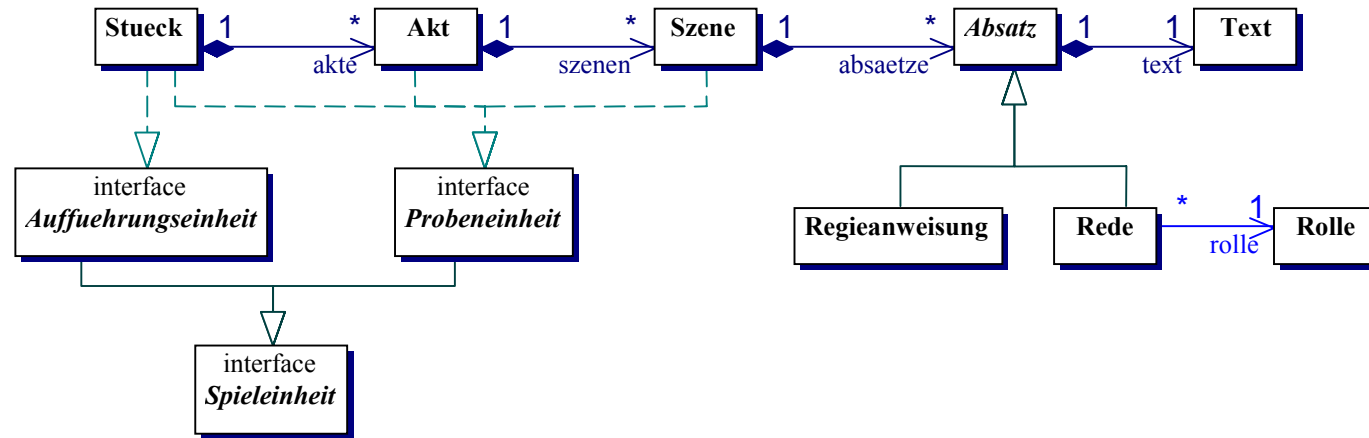 Stueck 1 * Akt 1 * Szene 1 * Absatz 1 1 Text
akte szenen absaetze text
interface interface
Auffuehrungseinheit Probeneinheit Regieanweisung Rede * 1 Rolle
rolle
interface
Spieleinheit